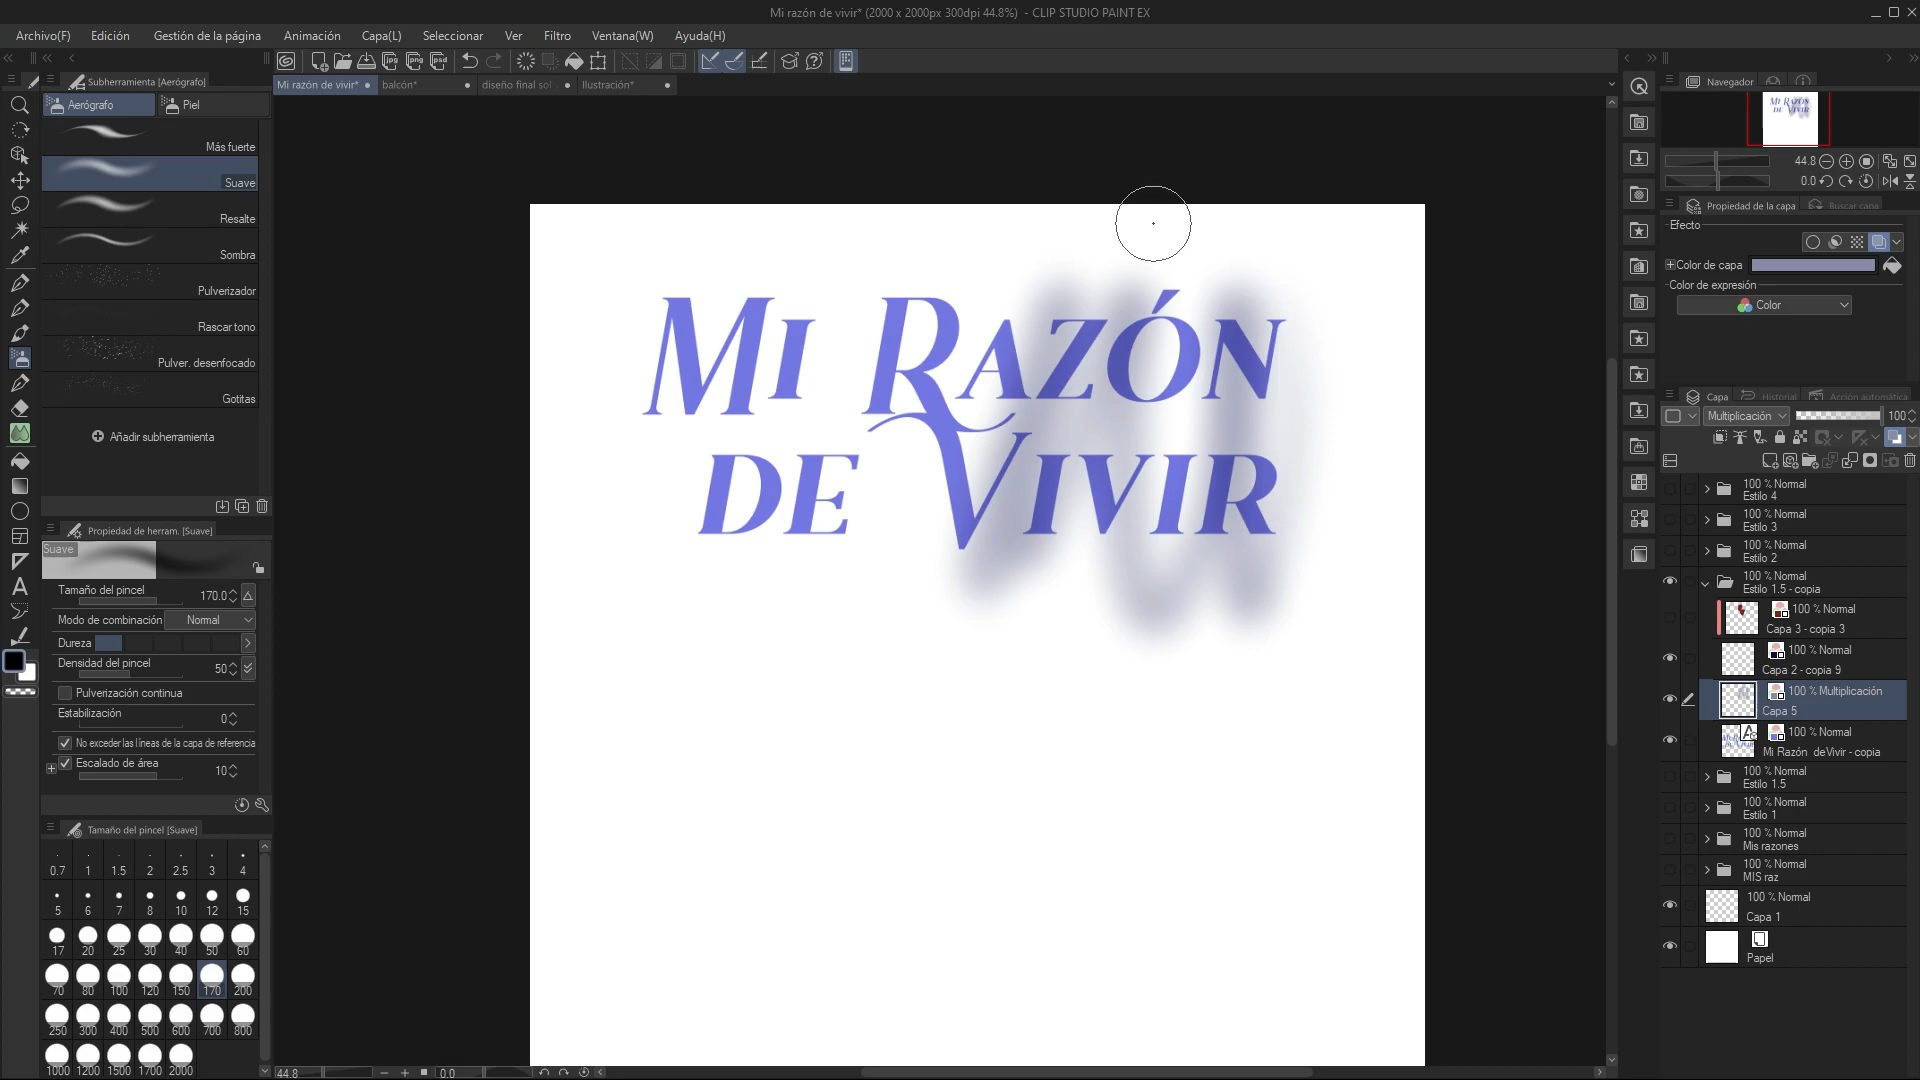 Mi razón de vivir* (2000 x 2000px 300dpi 44.8%) - CLIP STUDIO PAINT EX
Archivo(F) Edición Gestión de la página Animación Capa(L) Seleccionar Ver Filtro Ventana(W) Ayuda(H)
Subherramienta [Aerógrafo]
Mi razón de vivir* balcón* diseño final sol Ilustración*
Aerógrafo Piel
Más fuerte
Suave
Resalte
Sombra
Pulverizador
Rascar tono
Pulver. desenfocado
Gotitas
Añadir subherramienta
Propiedad de herram. [Suave]
Suave
Tamaño del pincel 170.0
Modo de combinación Normal
Dureza
Densidad del pincel 50
Pulverización continua
Estabilización 0
No exceder las líneas de la capa de referencia
Escalado de área 10
Tamaño del pincel [Suave]
0.7 1 1.5 2 2.5 3 4
5 6 7 8 10 12 15
17 20 25 30 40 50 60
70 80 100 120 150 170 200
250 300 400 500 600 700 800
1000 1200 1500 1700 2000
Mi Razón
de Vivir
44.8 0.0
Navegador
Mi Razón
de Vivir
44.8
0.0
Propiedad de la capa Buscar capa
Efecto
Color de capa
Color de expresión
Color
Capa Historial Acción automática
Multiplicación 100
100 % Normal
Estilo 4
100 % Normal
Estilo 3
100 % Normal
Estilo 2
100 % Normal
Estilo 1.5 - copia
100 % Normal
Capa 3 - copia 3
100 % Normal
Capa 2 - copia 9
100 % Multiplicación
Capa 5
100 % Normal
Mi Razón deVivir - copia
100 % Normal
Estilo 1.5
100 % Normal
Estilo 1
100 % Normal
Mis razones
100 % Normal
MIS raz
100 % Normal
Capa 1
Papel